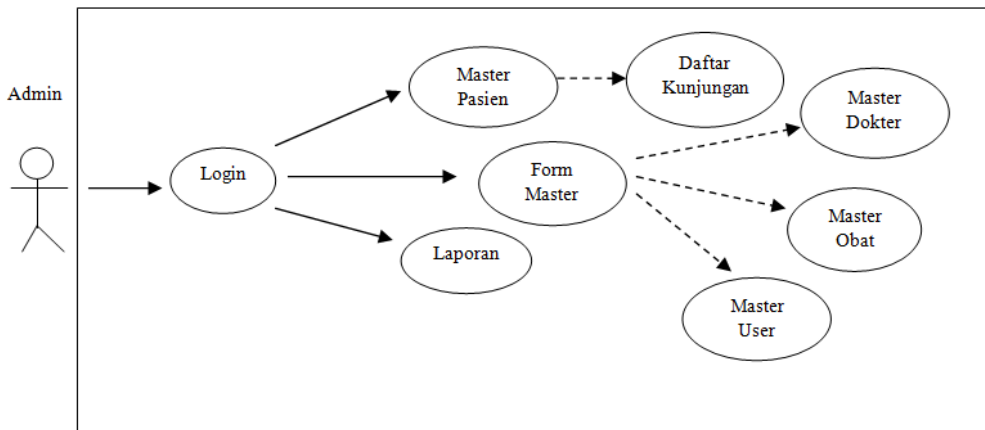 Admin
Login
Master
Pasien
Daftar
Kunjungan
Form
Master
Master
Dokter
Master
Obat
Laporan
Master
User